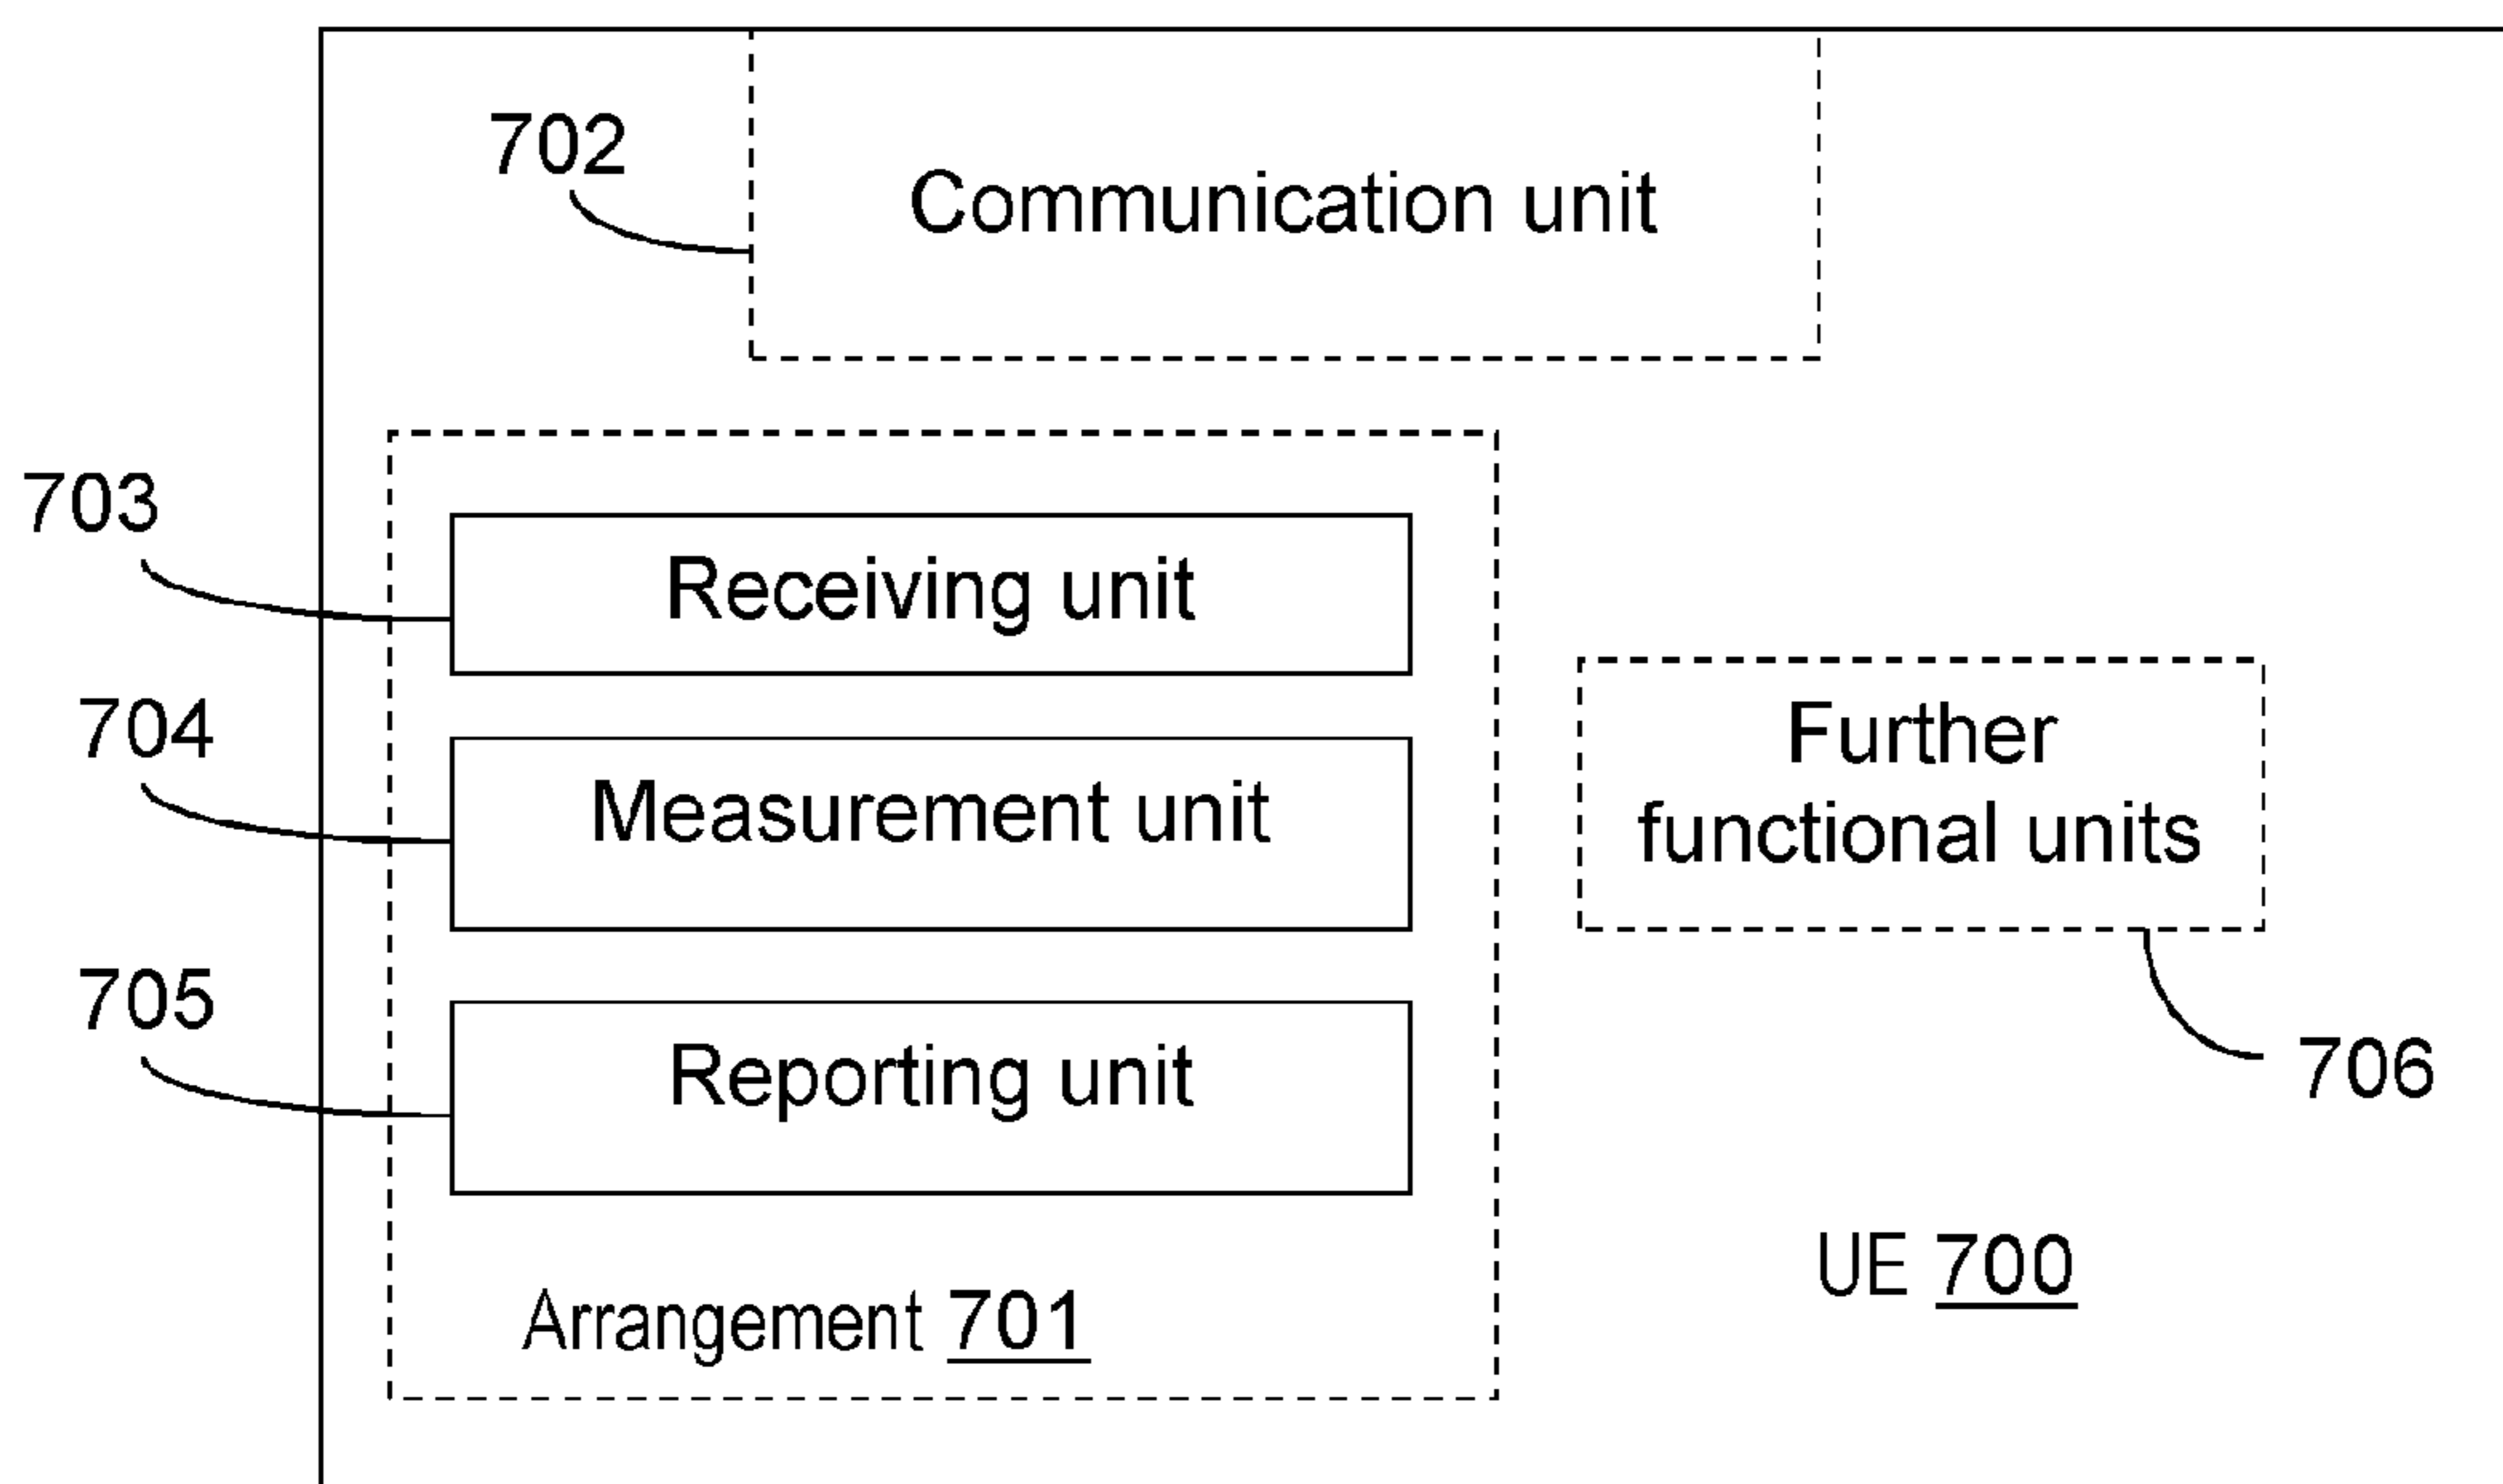 702
Communication unit
703
Receiving unit
704
Measurement unit
Further
functional units
705
Reporting unit
706
UE 700
Arrangement 701